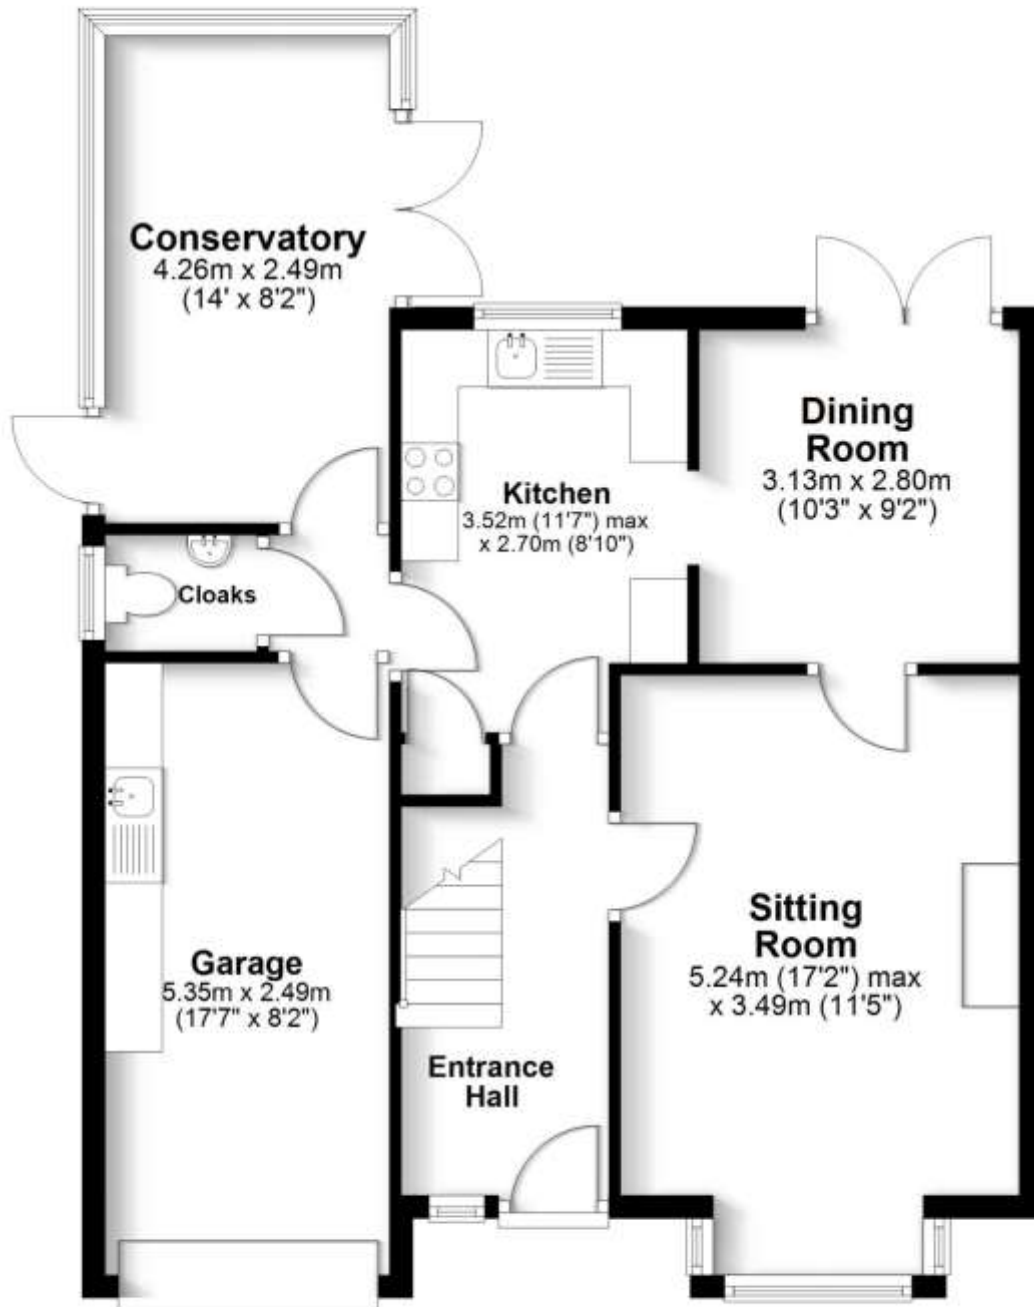 Conservatory
4.26m x 2.49m
(14' x 8'2")
Dining
Room
3.13m x 2.80m
(10'3" x 9'2")
Kitchen
3.52m (11'7") max
x 2.70m (8'10")
Cloaks
Sitting
Room
5.24m (17'2") max
x 3.49m (11'5")
Garage
5.35m x 2.49m
(17'7" x 8'2")
Entrance
Hall